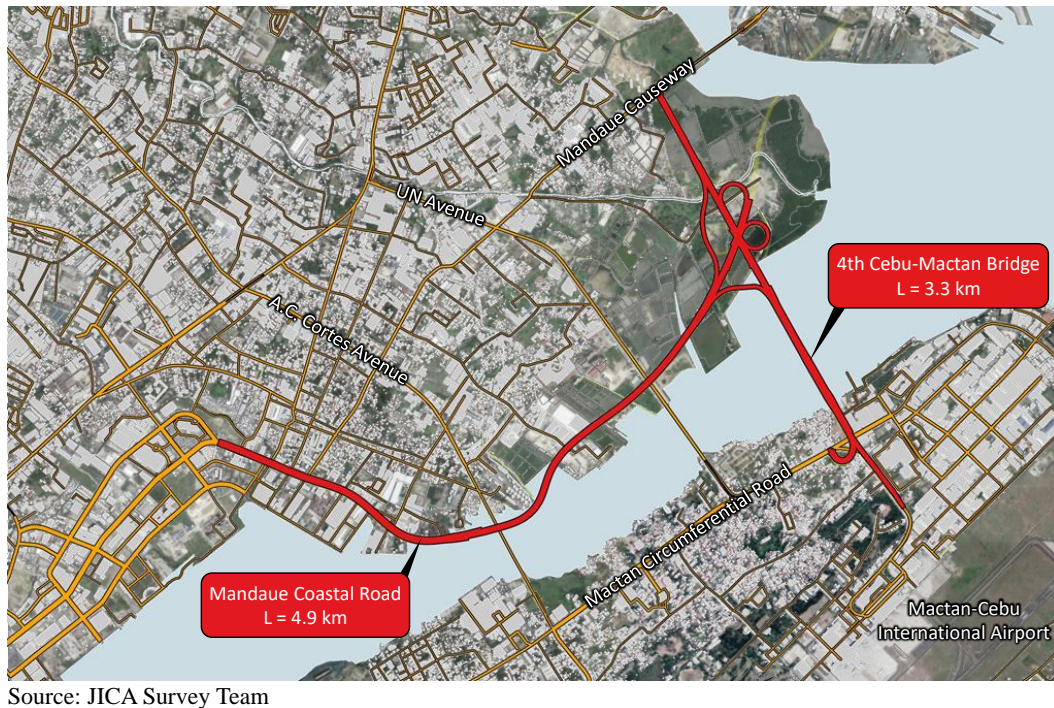 Mandaue Causeway
UN Avenue
4th Cebu-Mactan Bridge
L = 3.3 km
A.C. Cortes Avenue
Mactan Circumferential Road
Mandaue Coastal Road
L = 4.9 km
Mactan-Cebu
International Airport
Source: JICA Survey Team